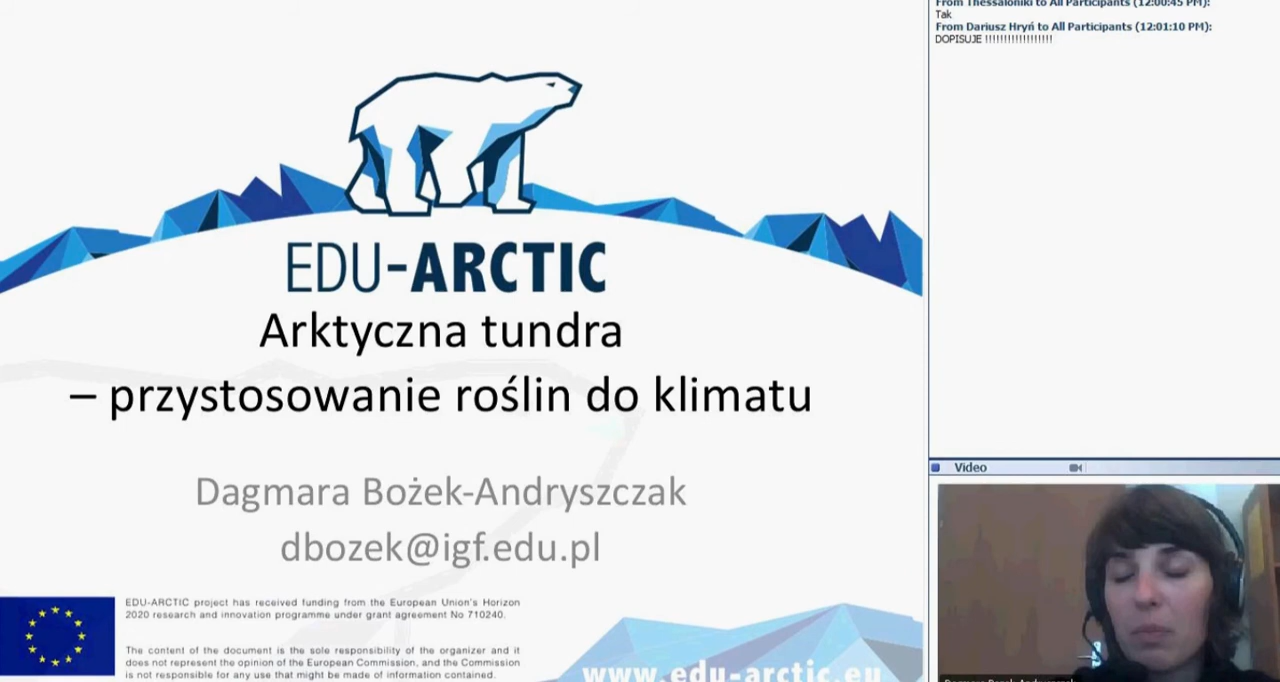 EDU-ARCTIC
Arktyczna tundra
– przystosowanie roślin do klimatu
Dagmara Bożek-Andryszczak
dbozek@igf.edu.pl
EDU-ARCTIC project has received funding from the European Union's Horizon
2020 research and innovation programme under grant agreement No 710240.
The content of the document is the sole responsibility of the organizer and it
does not represent the opinion of the European Commission, and the Commission
is not responsible for any use that might be made of information contained.
www.edu-arctic.eu
From Thessaloniki to All Participants (12:00:45 PM):
Tak
From Dariusz Hryń to All Participants (12:01:10 PM):
DOPISUJE !!!!!!!!!!!!!!!!!!
Video